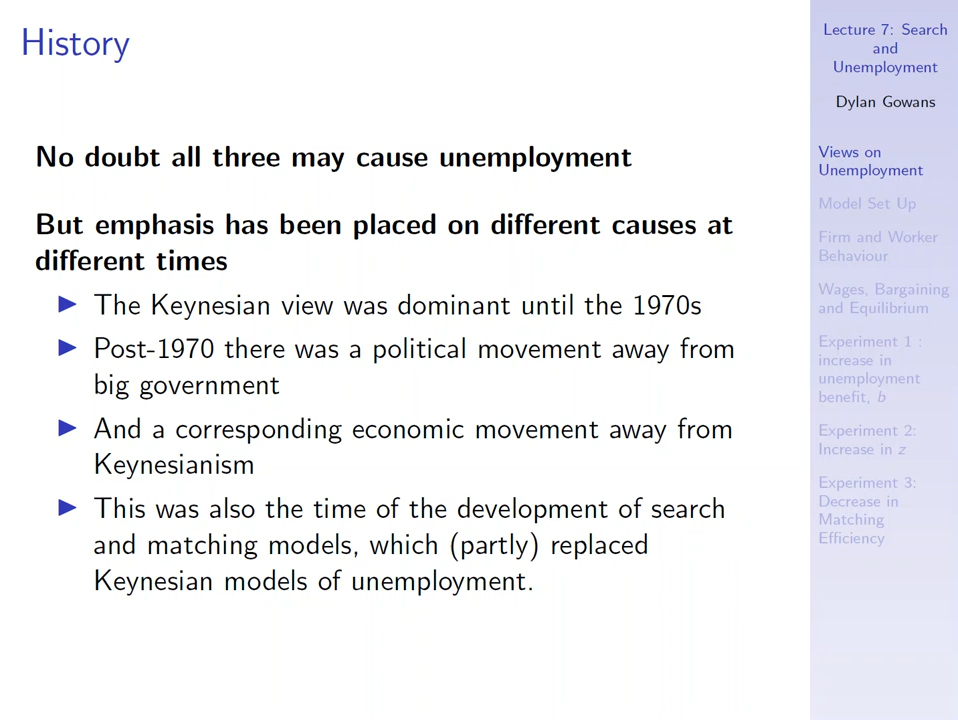 History
No doubt all three may cause unemployment
But emphasis has been placed on different causes at
different times
▶ The Keynesian view was dominant until the 1970s
▶ Post-1970 there was a political movement away from
big government
▶ And a corresponding economic movement away from
Keynesianism
▶ This was also the time of the development of search
and matching models, which (partly) replaced
Keynesian models of unemployment.
Lecture 7: Search
and
Unemployment
Dylan Gowans
Views on
Unemployment
Model Set Up
Firm and Worker
Behaviour
Wages, Bargaining
and Equilibrium
Experiment 1 :
increase in
unemployment
benefit, b
Experiment 2:
Increase in z
Experiment 3:
Decrease in
Matching
Efficiency